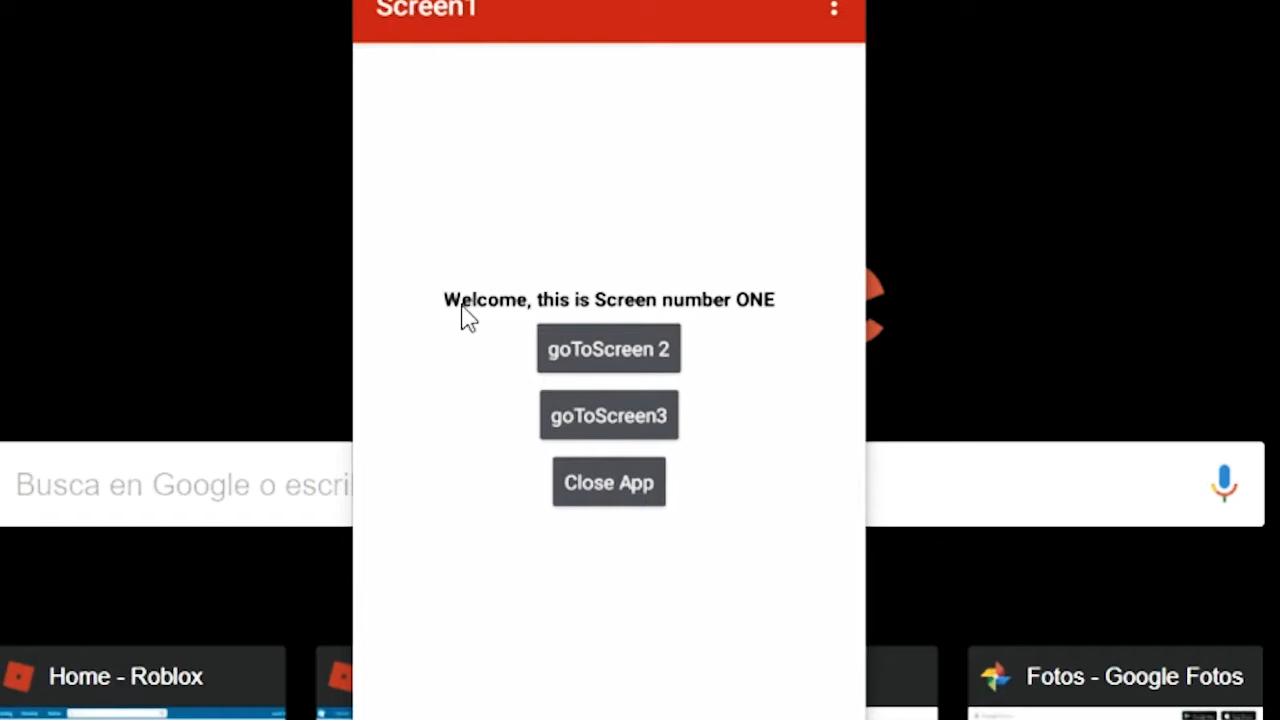 Screen1
Welcome, this is Screen number ONE
goToScreen 2
goToScreen3
Close App
Busca en Google o escri
Home - Roblox
Fotos - Google Fotos